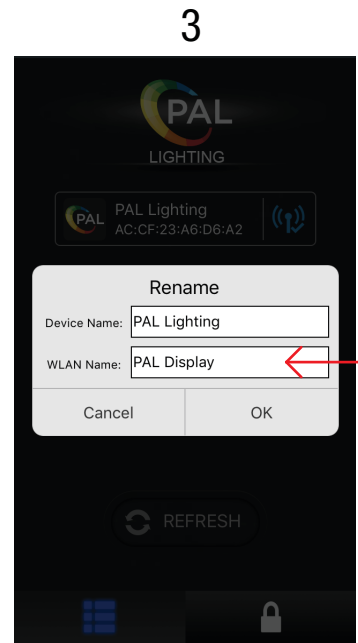 3
PAL
LIGHTING
PAL
PAL Lighting
AC:CF:23:A6:D6:A2
Rename
Device Name: PAL Lighting
WLAN Name: PAL Display
Cancel OK
REFRESH